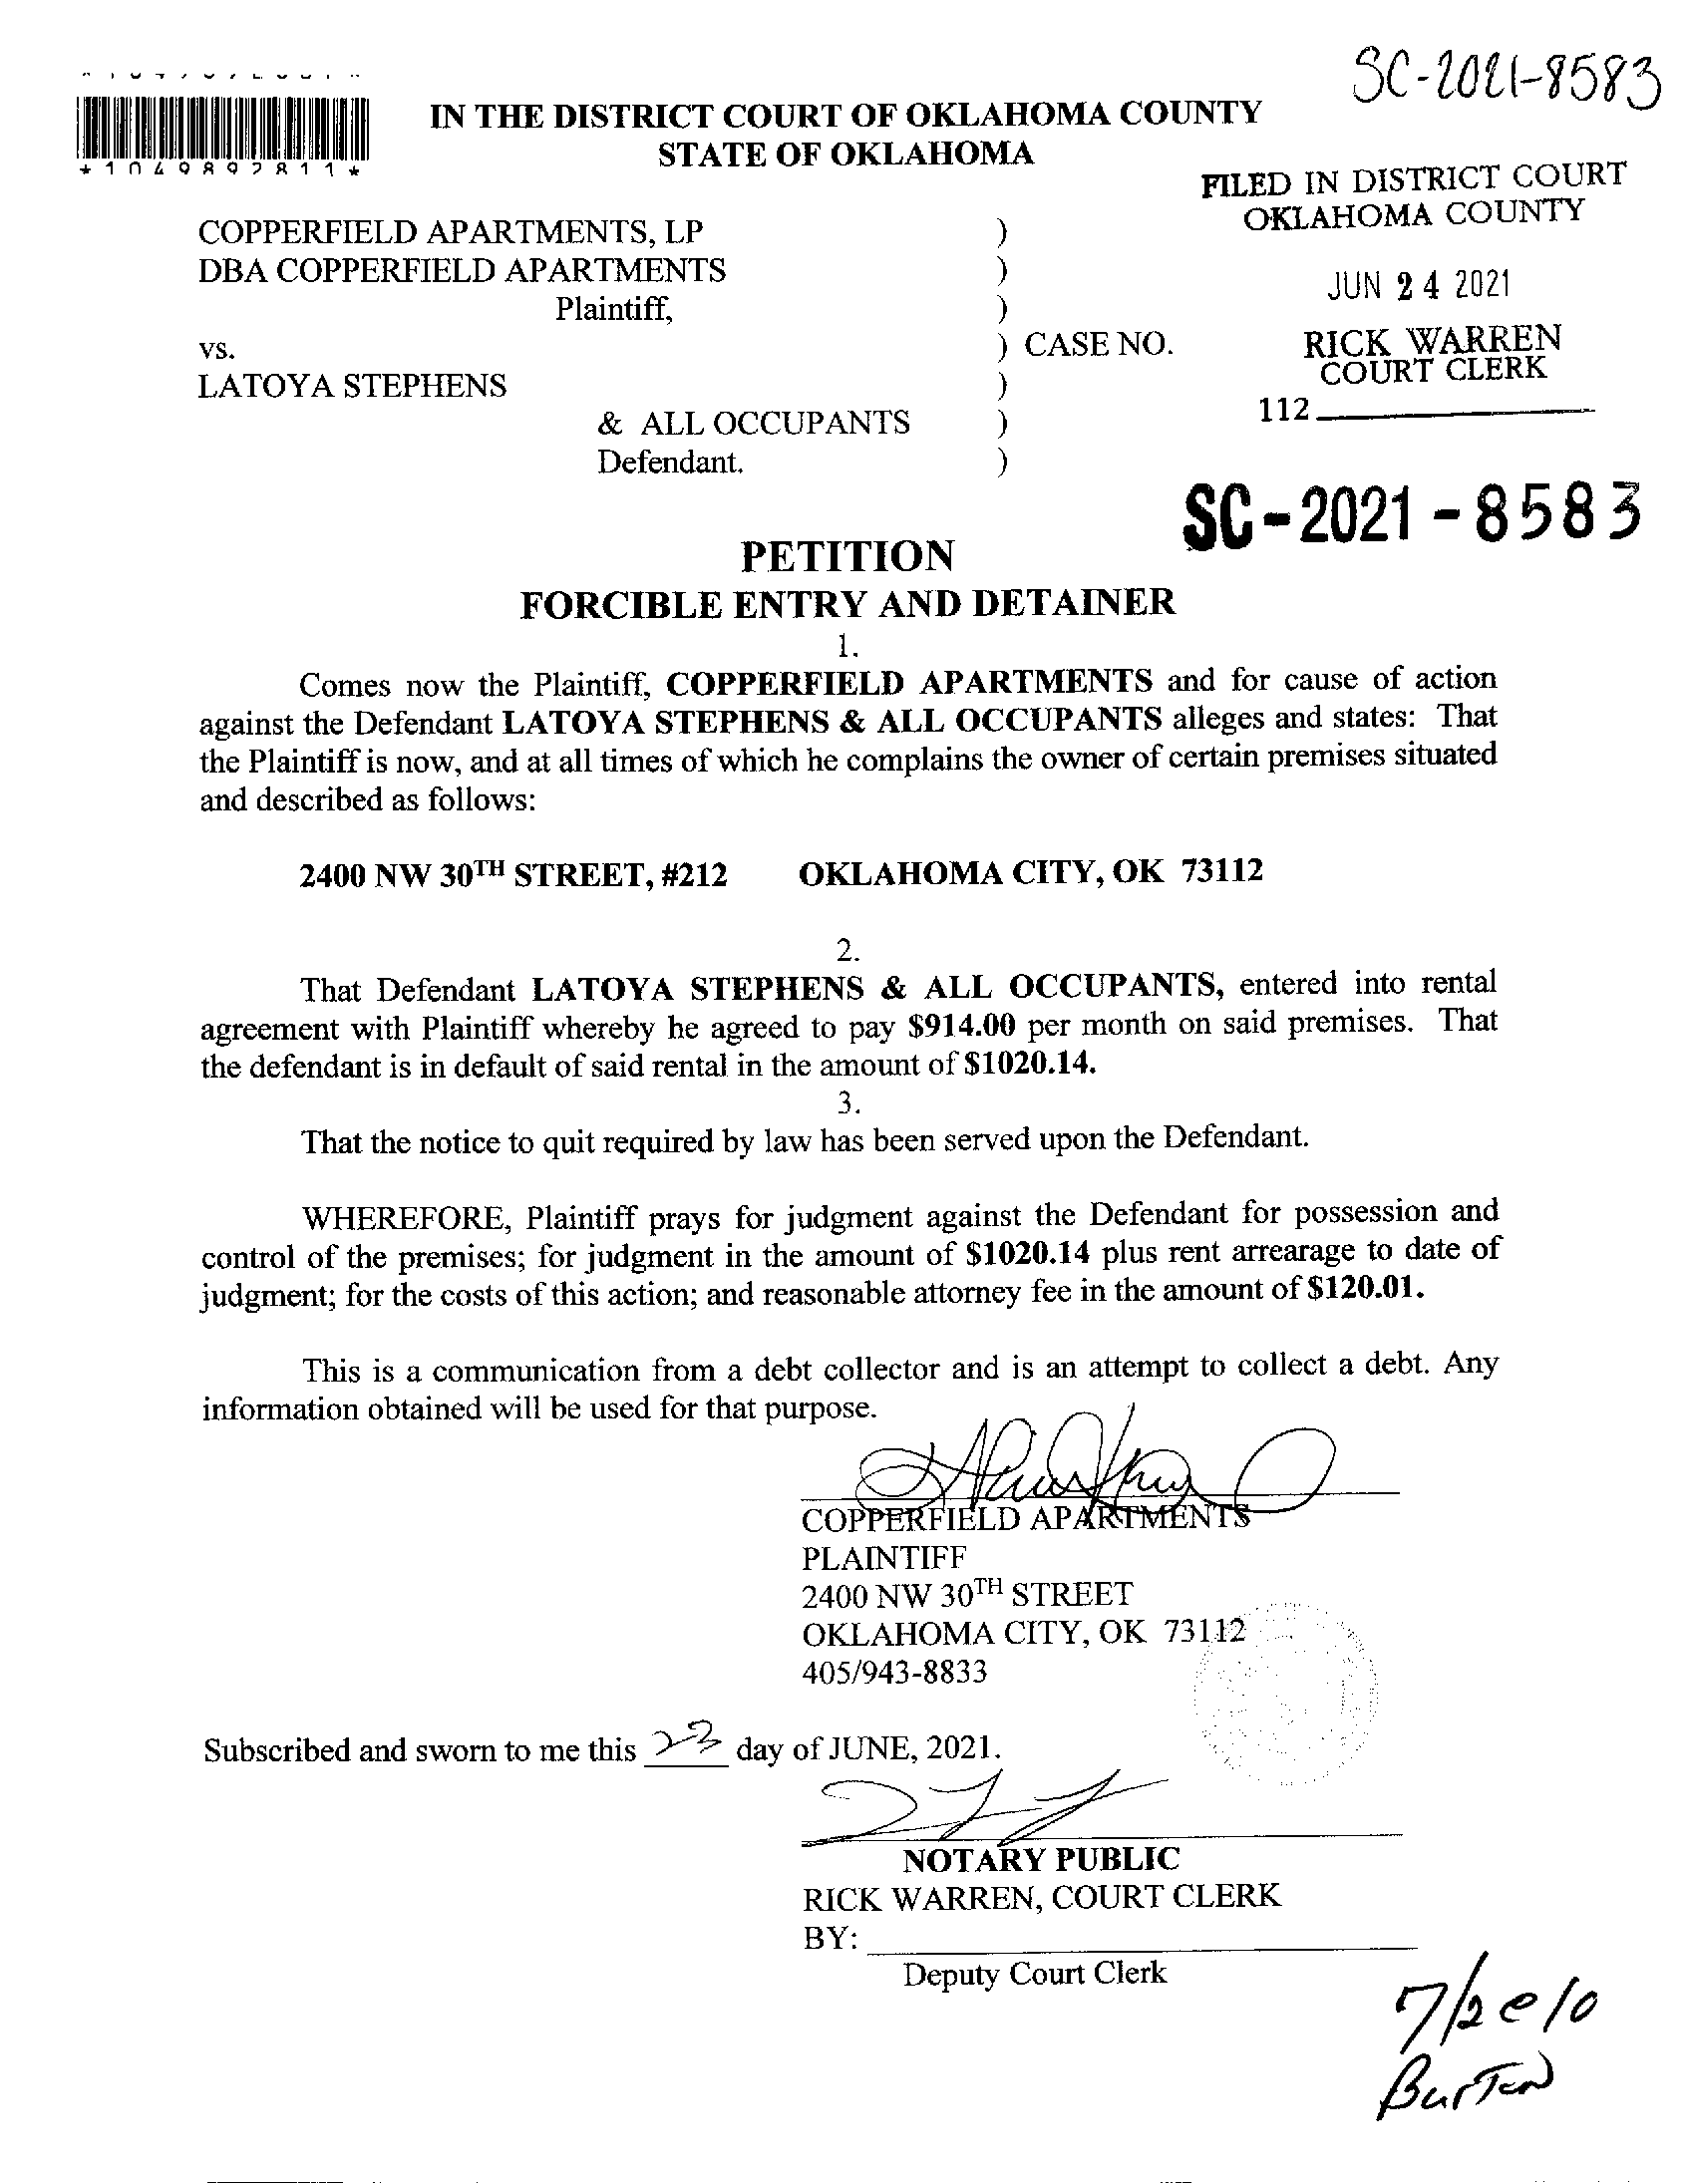 SC-2021-8583
IN THE DISTRICT COURT OF OKLAHOMA COUNTY
STATE OF OKLAHOMA
*1049892811*
FILED IN DISTRICT COURT
OKLAHOMA COUNTY
JUN 24 2021
RICK WARREN
COURT CLERK
112
COPPERFIELD APARTMENTS, LP )
DBA COPPERFIELD APARTMENTS )
Plaintiff, )
vs. ) CASE NO.
LATOYA STEPHENS )
& ALL OCCUPANTS )
Defendant. )
SC-2021-8583
PETITION
FORCIBLE ENTRY AND DETAINER
1.
Comes now the Plaintiff, COPPERFIELD APARTMENTS and for cause of action
against the Defendant LATOYA STEPHENS & ALL OCCUPANTS alleges and states: That
the Plaintiff is now, and at all times of which he complains the owner of certain premises situated
and described as follows:
2400 NW 30TH STREET, #212 OKLAHOMA CITY, OK 73112
2.
That Defendant LATOYA STEPHENS & ALL OCCUPANTS, entered into rental
agreement with Plaintiff whereby he agreed to pay $914.00 per month on said premises. That
the defendant is in default of said rental in the amount of $1020.14.
3.
That the notice to quit required by law has been served upon the Defendant.
WHEREFORE, Plaintiff prays for judgment against the Defendant for possession and
control of the premises; for judgment in the amount of $1020.14 plus rent arrearage to date of
judgment; for the costs of this action; and reasonable attorney fee in the amount of $120.01.
This is a communication from a debt collector and is an attempt to collect a debt. Any
information obtained will be used for that purpose.
COPPERFIELD APARTMENTS
PLAINTIFF
2400 NW 30TH STREET
OKLAHOMA CITY, OK 73112
405/943-8833
Subscribed and sworn to me this 23 day of JUNE, 2021.
NOTARY PUBLIC
RICK WARREN, COURT CLERK
BY:
Deputy Court Clerk
7/2 @ 10
Burton